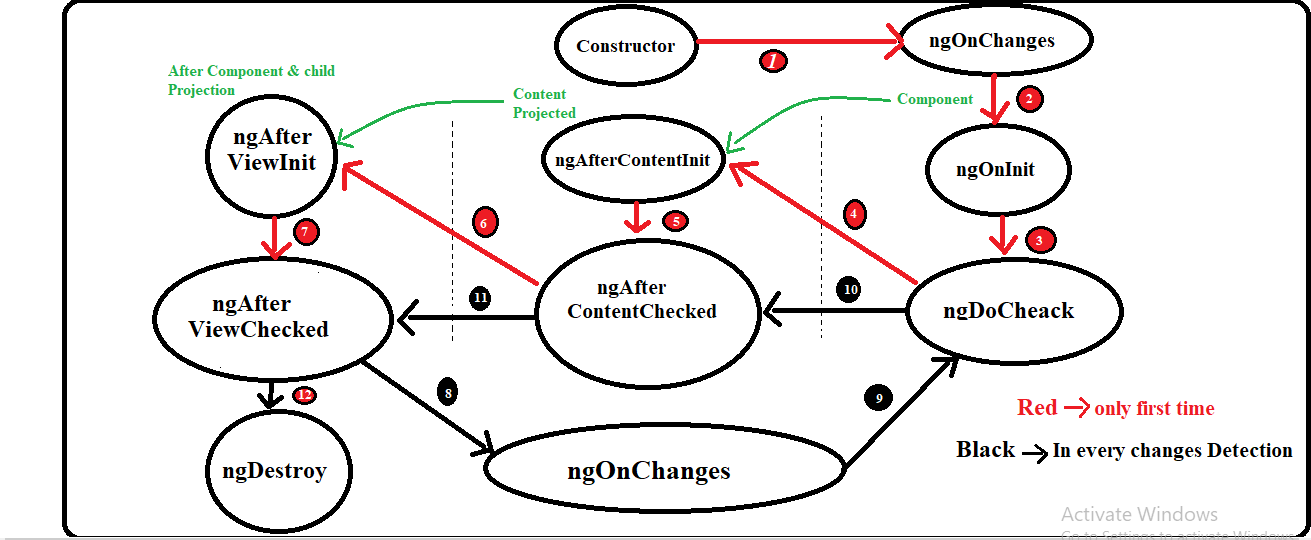 Constructor
1
ngOnChanges
2
ngOnInit
3
ngDoCheack
Component
4
ngAfterContentInit
5
ngAfter
ContentChecked
Content
Projected
6
After Component & child
Projection
ngAfter
ViewInit
7
ngAfter
ViewChecked
8
ngOnChanges
9
10
11
12
ngDestroy
Red only first time
Black In every changes Detection
Activate Windows
Go to Settings to activate Windows.